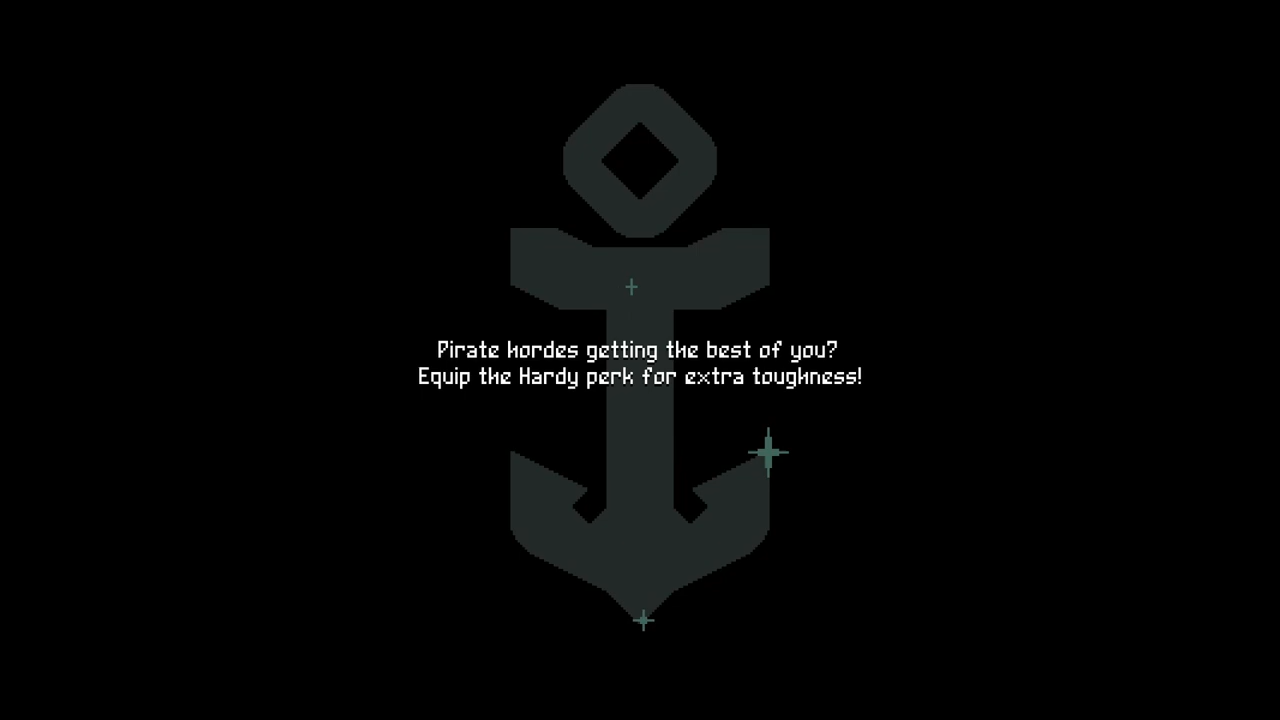 Pirate hordes getting the best of you?
Equip the Hardy perk for extra toughness!